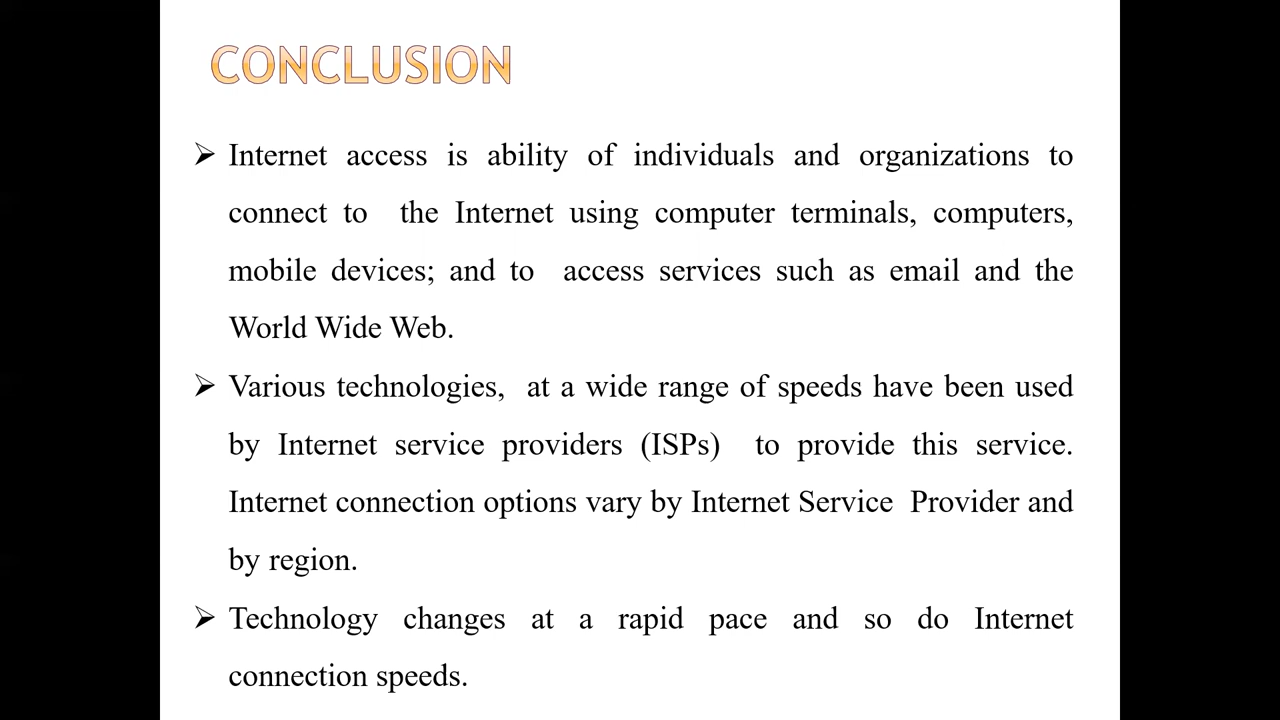 CONCLUSION
➢ Internet access is ability of individuals and organizations to
connect to the Internet using computer terminals, computers,
mobile devices; and to access services such as email and the
World Wide Web.
➢ Various technologies, at a wide range of speeds have been used
by Internet service providers (ISPs) to provide this service.
Internet connection options vary by Internet Service Provider and
by region.
➢ Technology changes at a rapid pace and so do Internet
connection speeds.